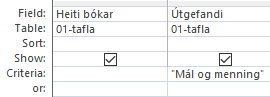 Field: Heiti bókar Útgefandi
Table: 01-tafla 01-tafla
Sort:
Show:
Criteria: "Mál og menning"
or: